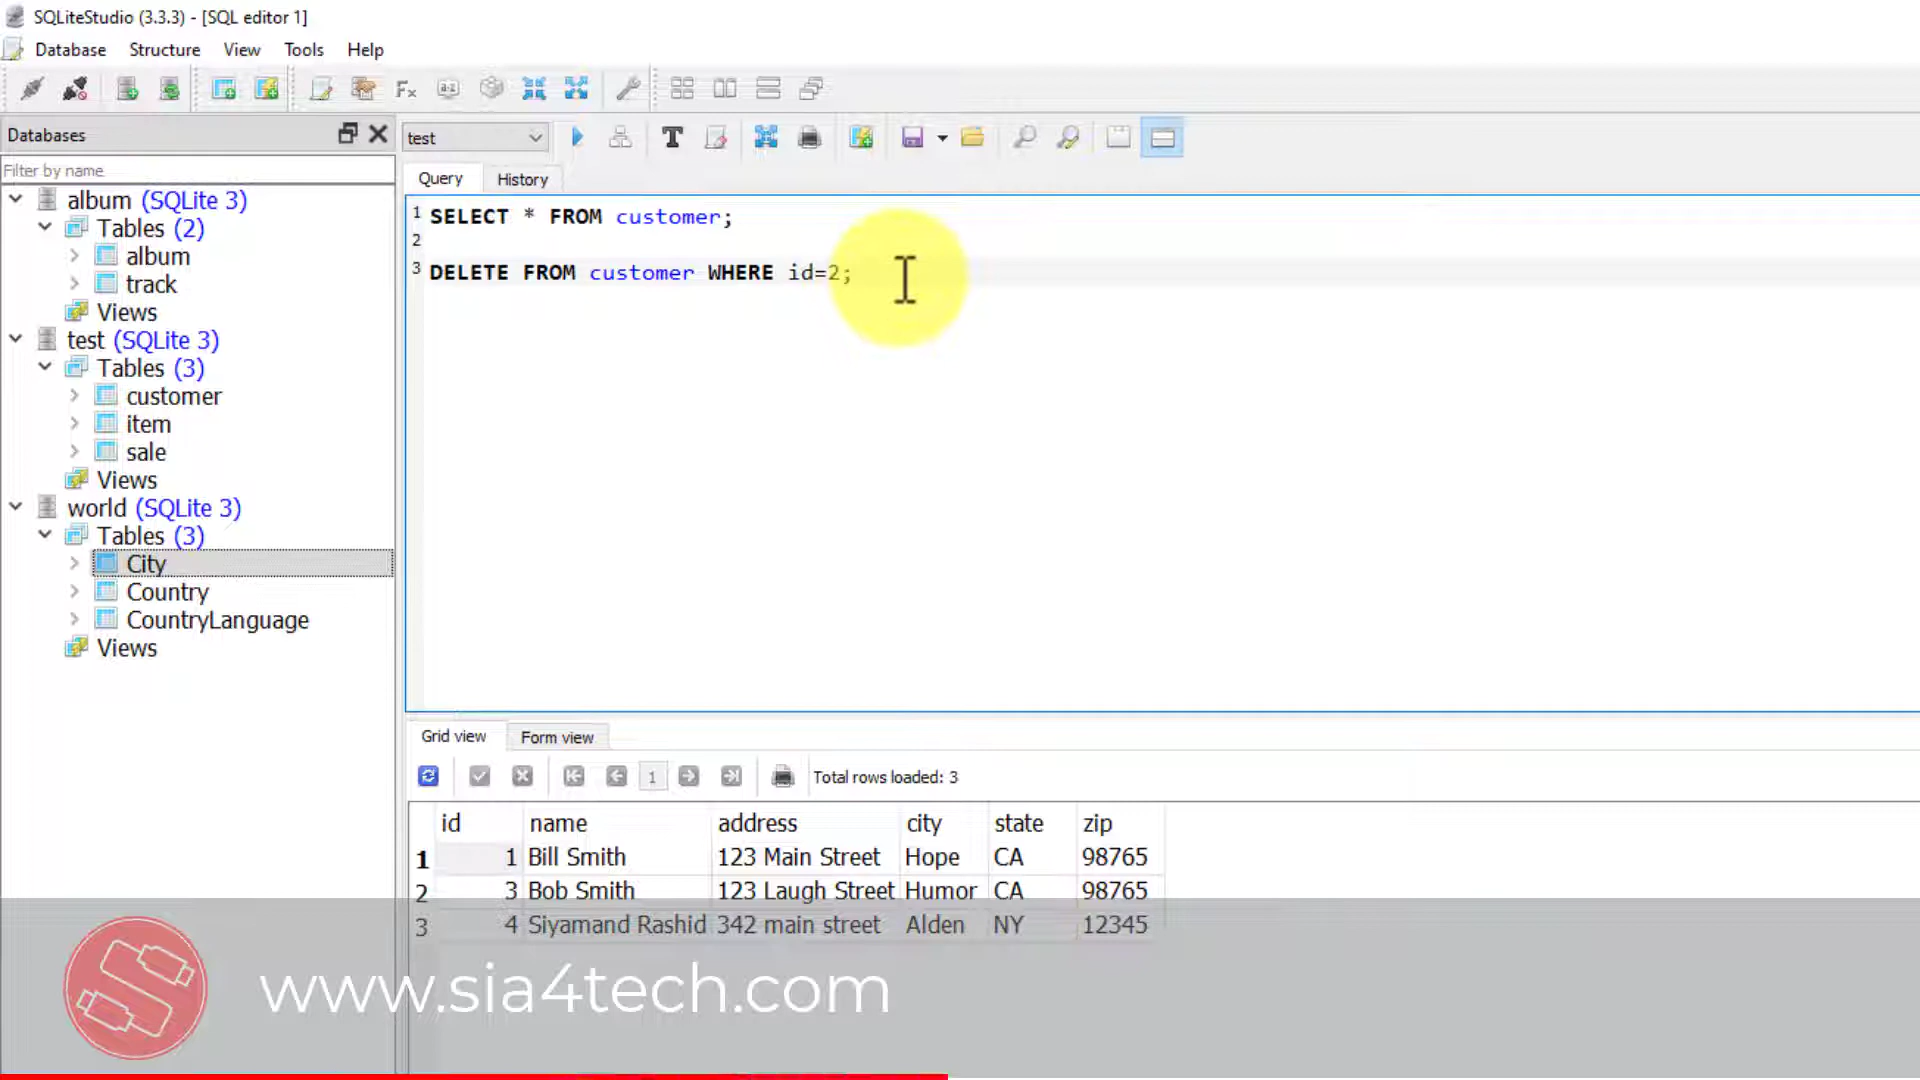 SQLiteStudio (3.3.3) - [SQL editor 1]
Database Structure View Tools Help
Databases
test
Filter by name
Query History
album (SQLite 3)
Tables (2)
album
track
Views
test (SQLite 3)
Tables (3)
customer
item
sale
Views
world (SQLite 3)
Tables (3)
City
Country
CountryLanguage
Views
1 SELECT * FROM customer;
2
3 DELETE FROM customer WHERE id=2;
Grid view Form view
1 Total rows loaded: 3
id name address city state zip
1 1 Bill Smith 123 Main Street Hope CA 98765
2 3 Bob Smith 123 Laugh Street Humor CA 98765
3 4 Siyamand Rashid 342 main street Alden NY 12345
www.sia4tech.com